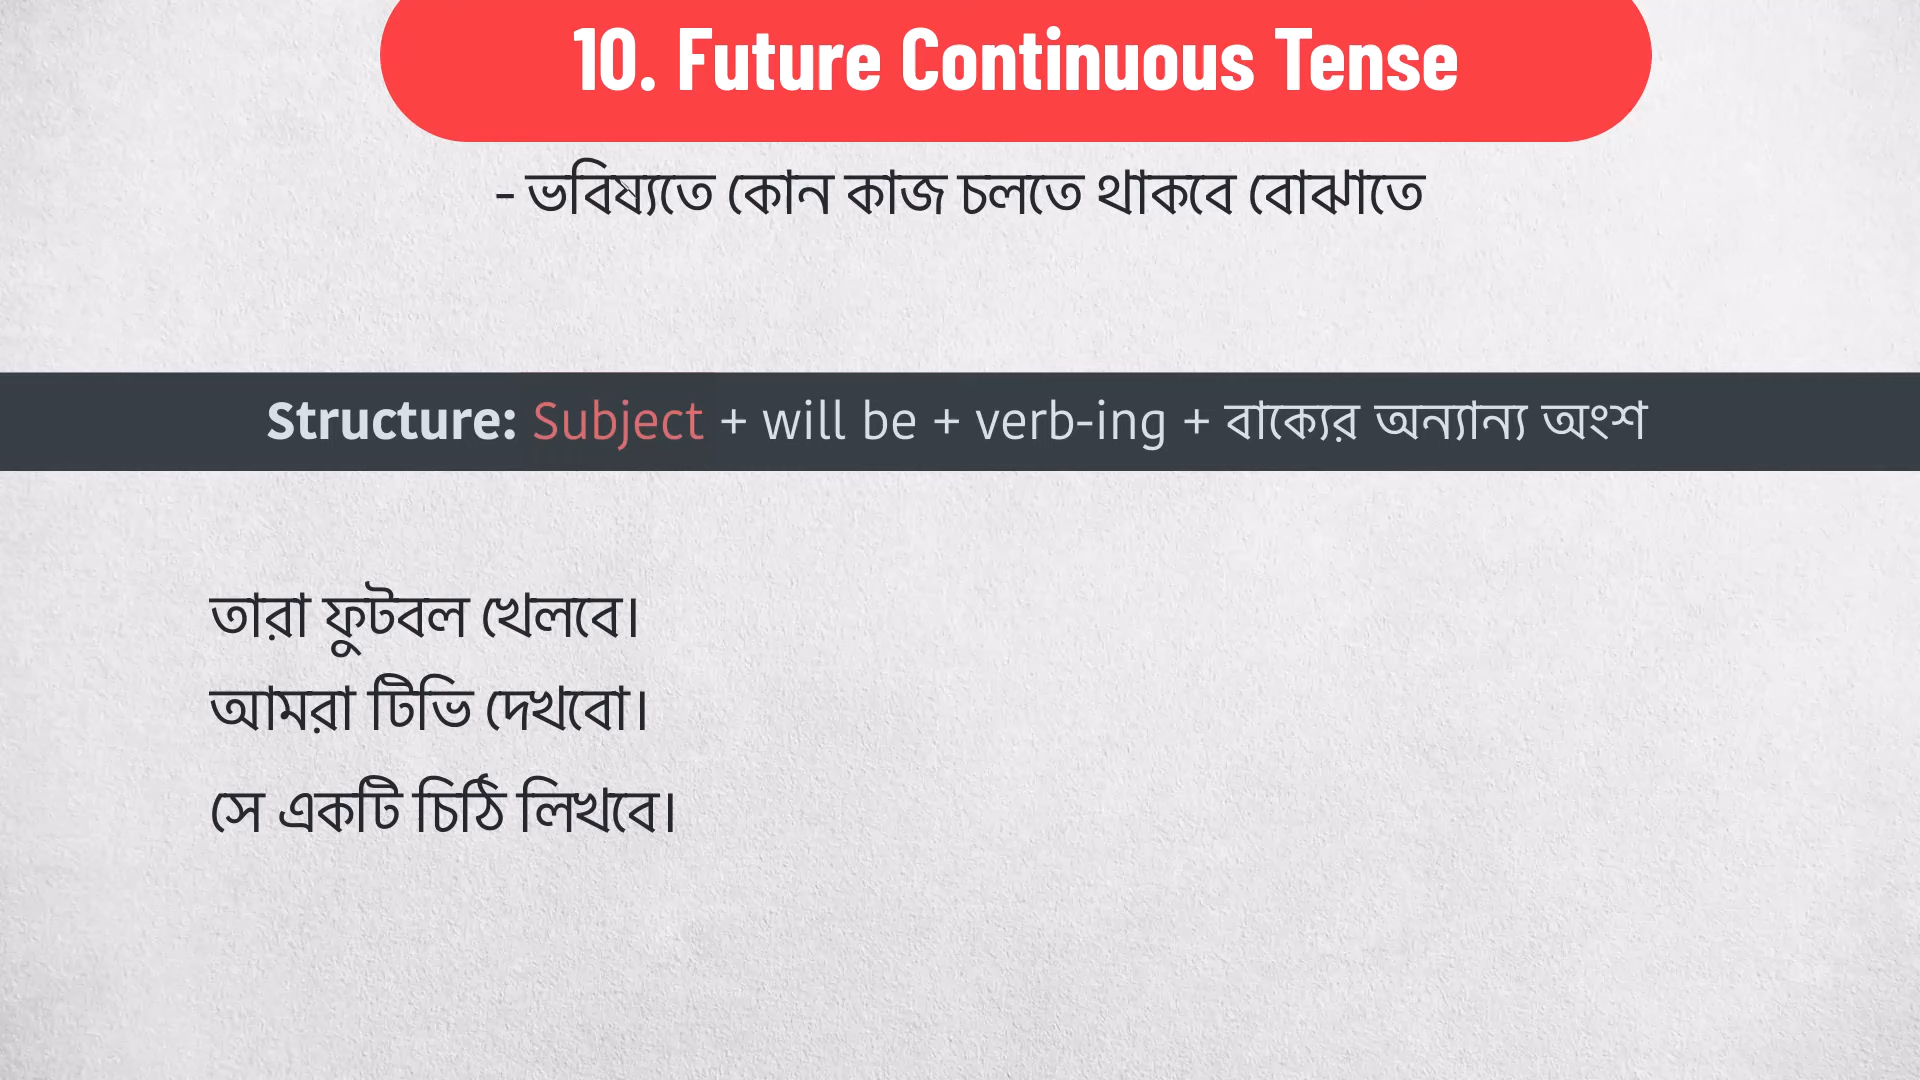 10. Future Continuous Tense
- ভবিষ্যতে কোন কাজ চলতে থাকবে বোঝাতে
Structure: Subject + will be + verb-ing + বাক্যের অন্যান্য অংশ
তারা ফুটবল খেলবে।
আমরা টিভি দেখবো।
সে একটি চিঠি লিখবে।